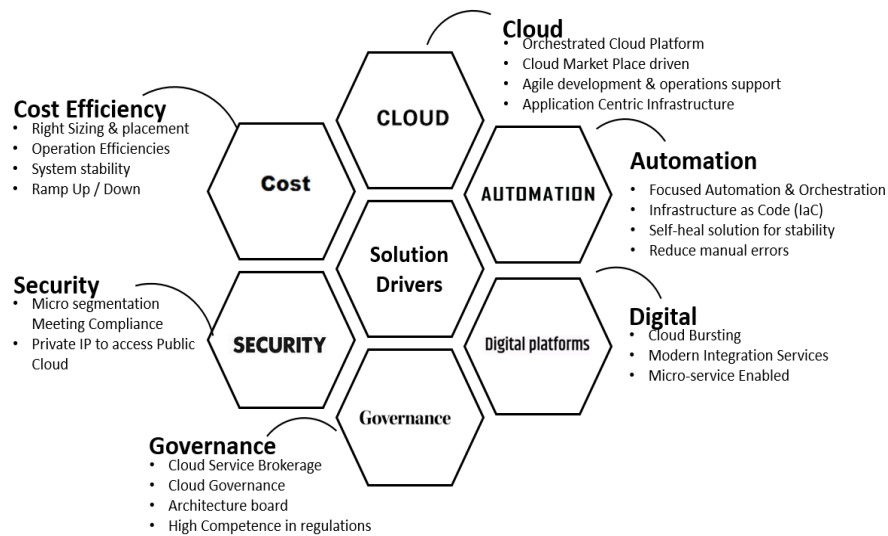 Cloud
• Orchestrated Cloud Platform
• Cloud Market Place driven
• Agile development & operations support
• Application Centric Infrastructure
Cost Efficiency
• Right Sizing & placement
• Operation Efficiencies
• System stability
• Ramp Up / Down
CLOUD
Cost
AUTOMATION
Automation
• Focused Automation & Orchestration
• Infrastructure as Code (IaC)
• Self-heal solution for stability
• Reduce manual errors
Solution
Drivers
Security
• Micro segmentation
Meeting Compliance
• Private IP to access Public
Cloud
SECURITY
Digital platforms
Digital
• Cloud Bursting
• Modern Integration Services
• Micro-service Enabled
Governance
Governance
• Cloud Service Brokerage
• Cloud Governance
• Architecture board
• High Competence in regulations